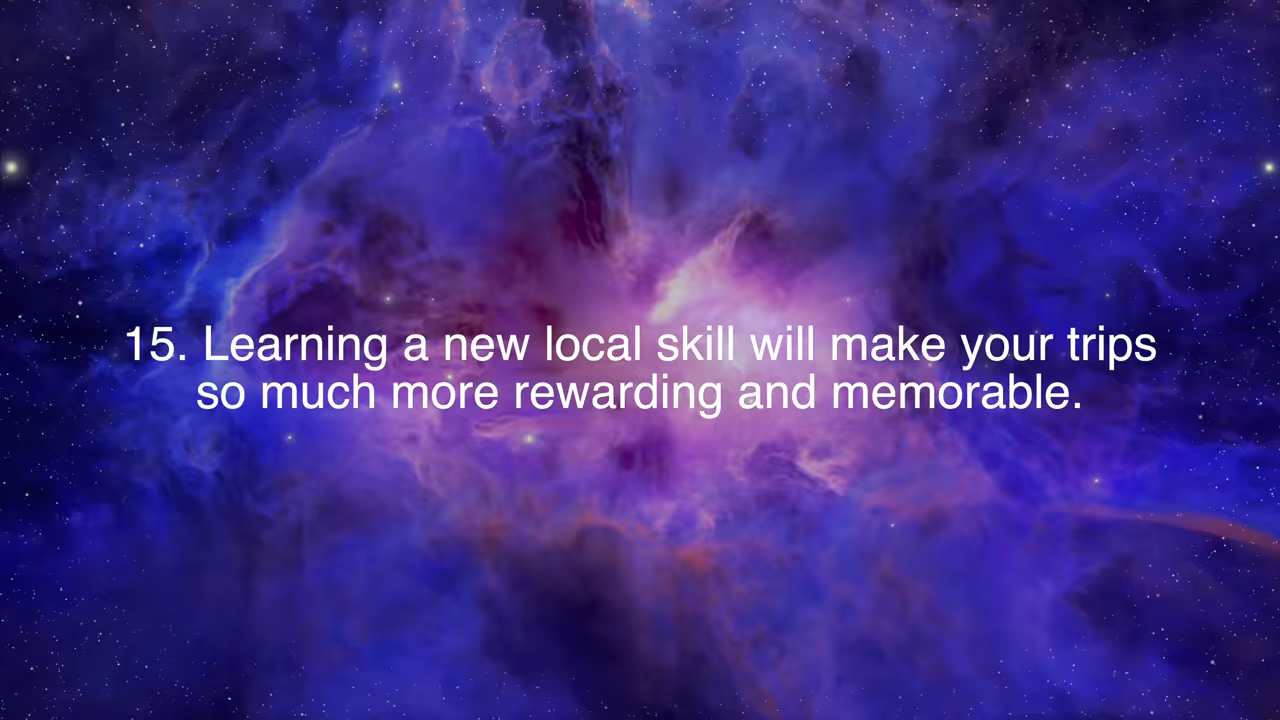 15. Learning a new local skill will make your trips
so much more rewarding and memorable.